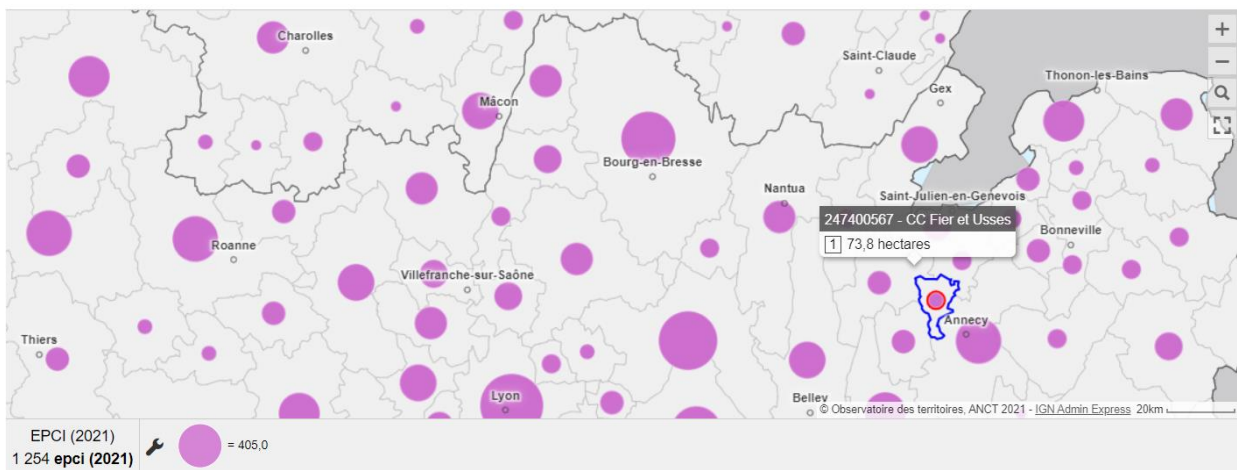 Charolles
Mâcon
Saint-Claude
Thonon-les-Bains
Gex
Bourg-en-Bresse
Nantua
Saint-Julien-en-Genevois
247400567 - CC Fier et Usses
1 73,8 hectares
Bonneville
Roanne
Villefranche-sur-Saône
Annecy
Thiers
Lyon
Belley
© Observatoire des territoires, ANCT 2021 - IGN Admin Express 20km
EPCI (2021)
1 254 epci (2021)
= 405,0